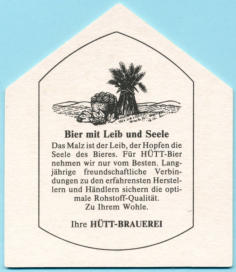 Bier mit Leib und Seele
Das Malz ist der Leib, der Hopfen die
Seele des Bieres. Für HÜTT-Bier
nehmen wir nur vom Besten. Lang-
jährige freundschaftliche Verbin-
dungen zu den erfahrensten Herstel-
lern und Händlern sichern die opti-
male Rohstoff-Qualität.
Zu Ihrem Wohle.
Ihre HÜTT-BRAUEREI